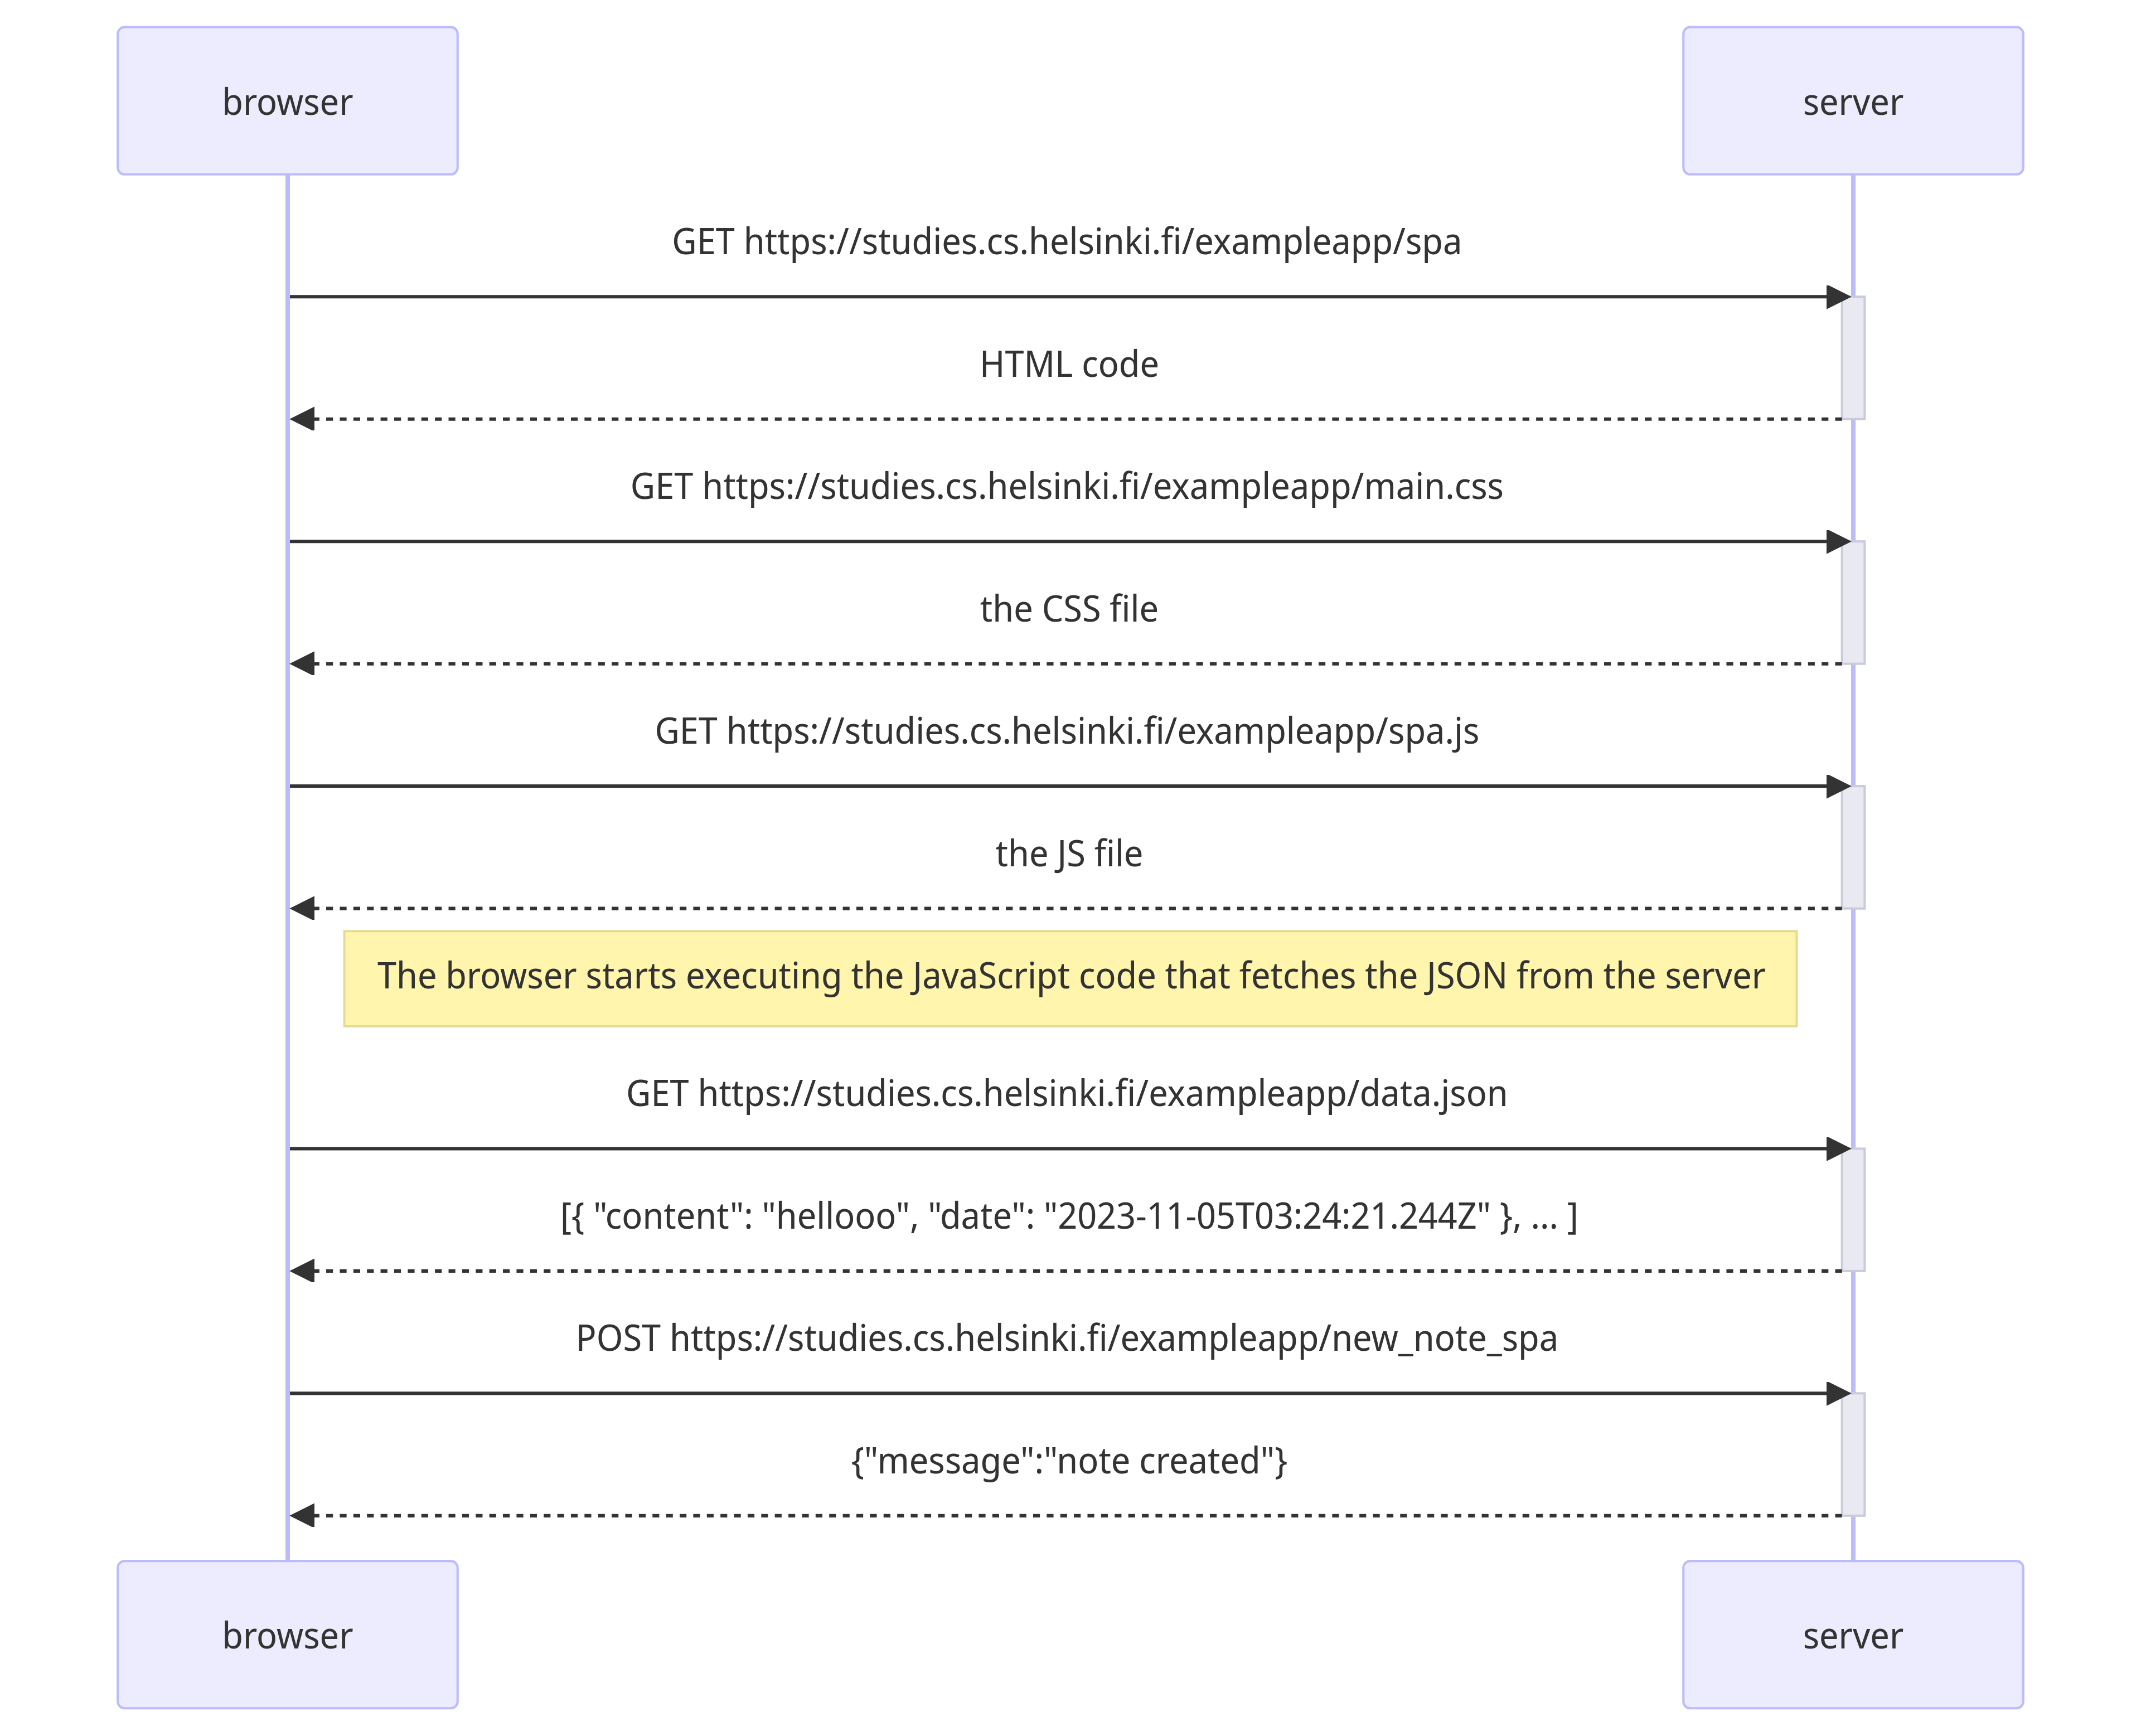 browser
server
GET https://studies.cs.helsinki.fi/exampleapp/spa
HTML code
GET https://studies.cs.helsinki.fi/exampleapp/main.css
the CSS file
GET https://studies.cs.helsinki.fi/exampleapp/spa.js
the JS file
The browser starts executing the JavaScript code that fetches the JSON from the server
GET https://studies.cs.helsinki.fi/exampleapp/data.json
[{ "content": "hellooo", "date": "2023-11-05T03:24:21.244Z" }, ... ]
POST https://studies.cs.helsinki.fi/exampleapp/new_note_spa
{"message":"note created"}
browser
server